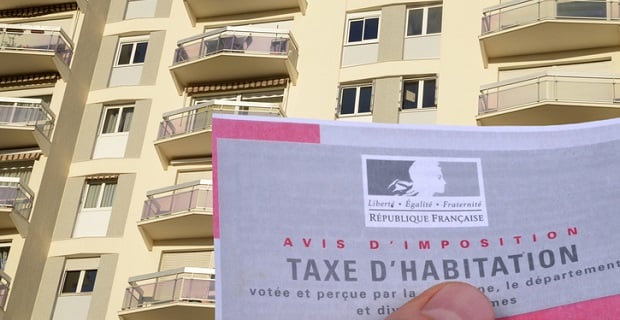 Liberté • Égalité • Fraternité
RÉPUBLIQUE FRANÇAISE
AVIS D'IMPOSITION
TAXE D'HABITATION
votée et perçue par la le département
et